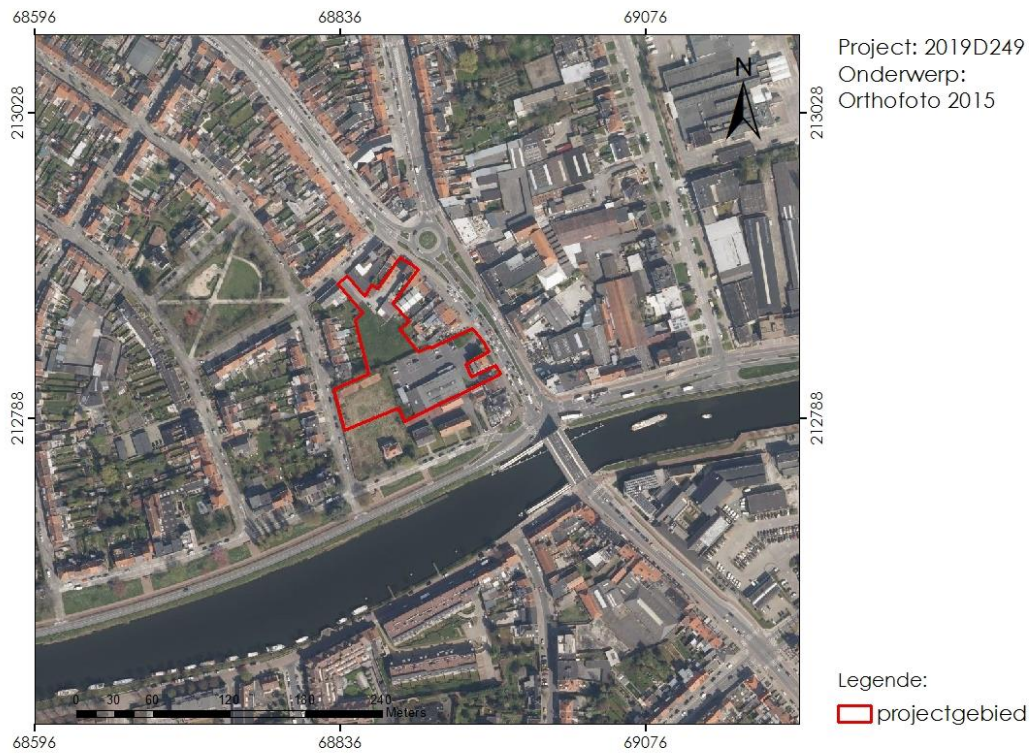 68596 68836 69076
Project: 2019D249
Onderwerp:
Orthofoto 2015
N
213028 213028
212788 212788
0 30 60 120 180 240
Meters
Legende:
projectgebied
68596 68836 69076